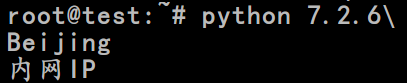 root@test:~# python 7.2.6\
Beijing
内网IP